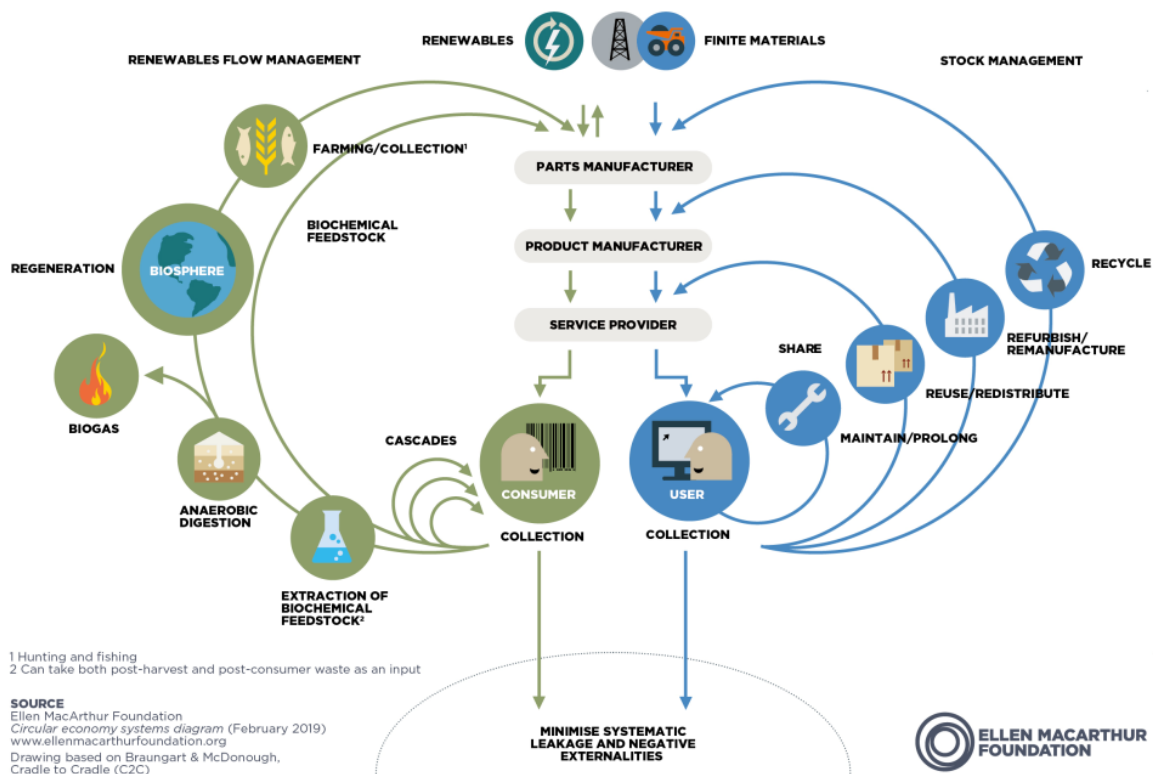 RENEWABLES
FINITE MATERIALS
RENEWABLES FLOW MANAGEMENT
STOCK MANAGEMENT
FARMING/COLLECTION¹
PARTS MANUFACTURER
BIOCHEMICAL
FEEDSTOCK
PRODUCT MANUFACTURER
REGENERATION
BIOSPHERE
RECYCLE
SERVICE PROVIDER
SHARE
REFURBISH/
REMANUFACTURE
REUSE/REDISTRIBUTE
BIOGAS
CASCADES
MAINTAIN/PROLONG
CONSUMER
USER
ANAEROBIC
DIGESTION
COLLECTION
COLLECTION
EXTRACTION OF
BIOCHEMICAL
FEEDSTOCK²
1 Hunting and fishing
2 Can take both post-harvest and post-consumer waste as an input
SOURCE
Ellen MacArthur Foundation
Circular economy systems diagram (February 2019)
www.ellenmacarthurfoundation.org
Drawing based on Braungart & McDonough,
Cradle to Cradle (C2C)
MINIMISE SYSTEMATIC
LEAKAGE AND NEGATIVE
EXTERNALITIES
ELLEN MACARTHUR
FOUNDATION